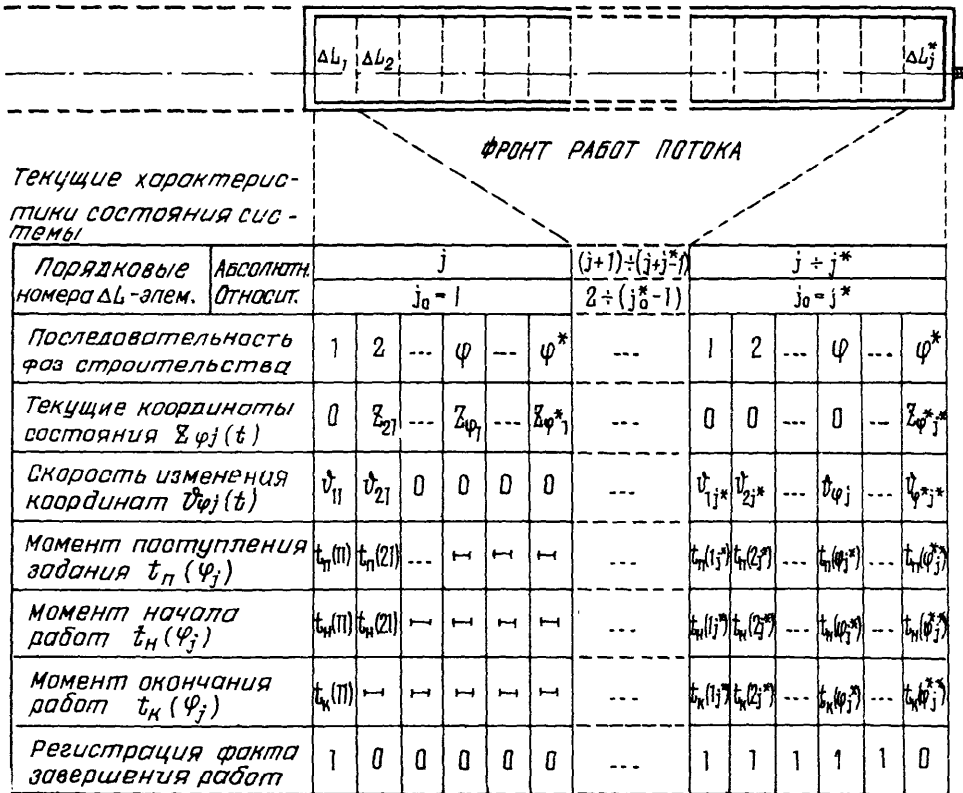 ΔL₁ ΔL₂ ΔL*ⱼ
ФРОНТ РАБОТ ПОТОКА
Текущие характерис-
тики состояния сис-
темы
Порядковые Абсолютн. j (j+1)÷(j+j*-1) j ÷ j*
номера ΔL-элем. Относит. j₀ = 1 2÷(j₀*-1) j₀ = j*
Последовательность
фаз строительства 1 2 --- φ --- φ* --- 1 2 ... φ ... φ*
Текущие координаты
состояния Zφj(t) 0 Z₂₁ ... Zφ₁ --- Zφ*₁ --- 0 0 ... 0 ... Zφ*j*
Скорость изменения
координат ϑφj(t) ϑ₁₁ ϑ₂₁ 0 0 0 0 --- ϑ₁j* ϑ₂j* ... ϑφj ... ϑφ*j*
Момент поступления
задания tп(φj) tп(11) tп(21) ... ⊢⊣ ⊢⊣ ⊢⊣ --- tп(1j*) tп(2j*) --- tп(φj*) ... tп(φ*j*)
Момент начала
работ tн(φj) tн(11) tн(21) ⊢⊣ ⊢⊣ ⊢⊣ ⊢⊣ --- tн(1j*) tн(2j*) --- tн(φj*) ... tн(φ*j*)
Момент окончания
работ tк(φj) tк(11) ⊢⊣ ⊢⊣ ⊢⊣ ⊢⊣ ⊢⊣ --- tк(1j*) tк(2j*) ... tк(φj*) ... tк(φ*j*)
Регистрация факта
завершения работ 1 0 0 0 0 0 --- 1 1 1 1 1 0